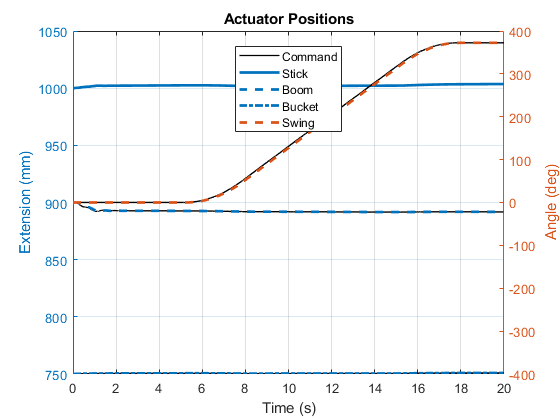 Actuator Positions
1050
1000
950
900
850
800
750
Extension (mm)
400
300
200
100
0
-100
-200
-300
-400
Angle (deg)
Command
Stick
Boom
Bucket
Swing
0 2 4 6 8 10 12 14 16 18 20
Time (s)